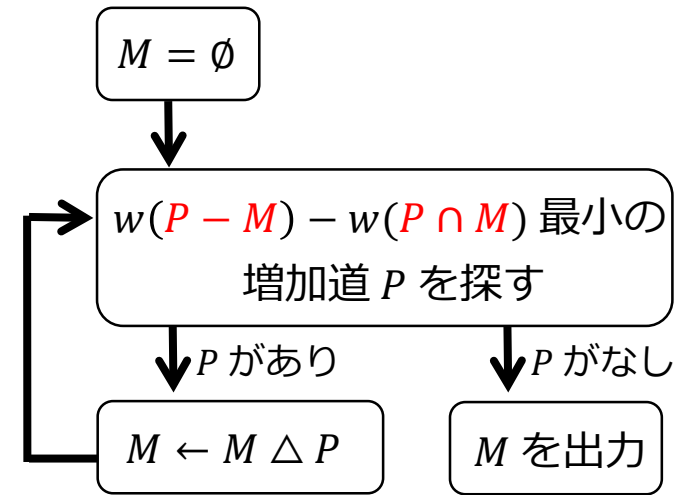 M = ∅
w(P − M) − w(P ∩ M) 最小の
増加道 P を探す
P があり
P がなし
M ← M △ P
M を出力